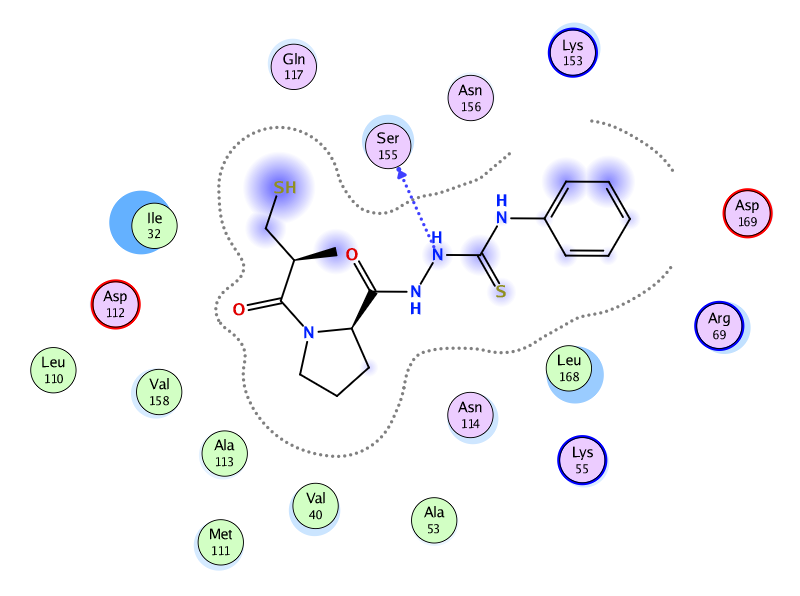 Lys
153
Gln
117
Asn
156
Ser
155
SH
H
N
Asp
169
Ile
32
H
N
O
S
N
H
Asp
112
O
N
Arg
69
Leu
110
Leu
168
Val
158
Asn
114
Ala
113
Lys
55
Val
40
Ala
53
Met
111